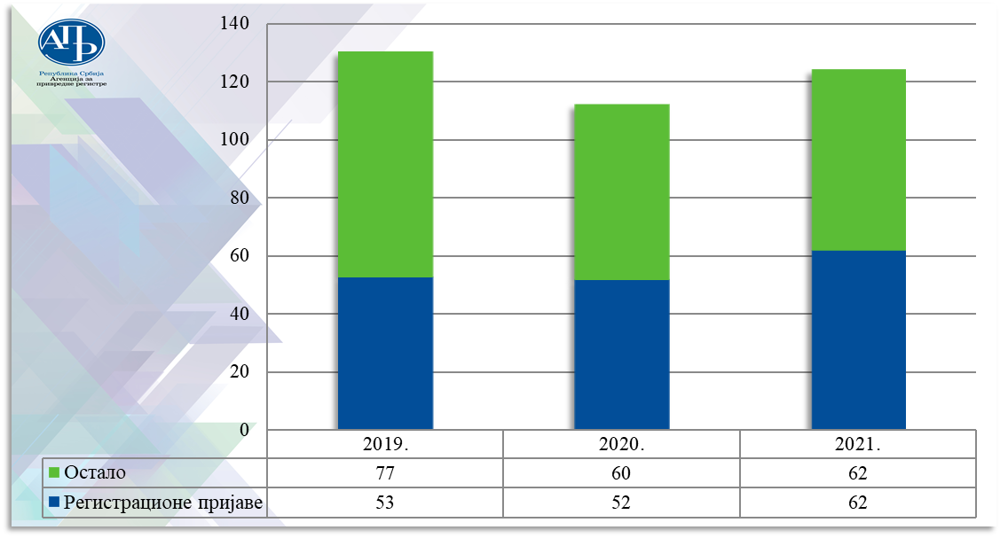 АПР
Република Србија
Агенција за
привредне регистре
140
120
100
80
60
40
20
0
2019. 2020. 2021.
Остало 77 60 62
Регистрационе пријаве 53 52 62